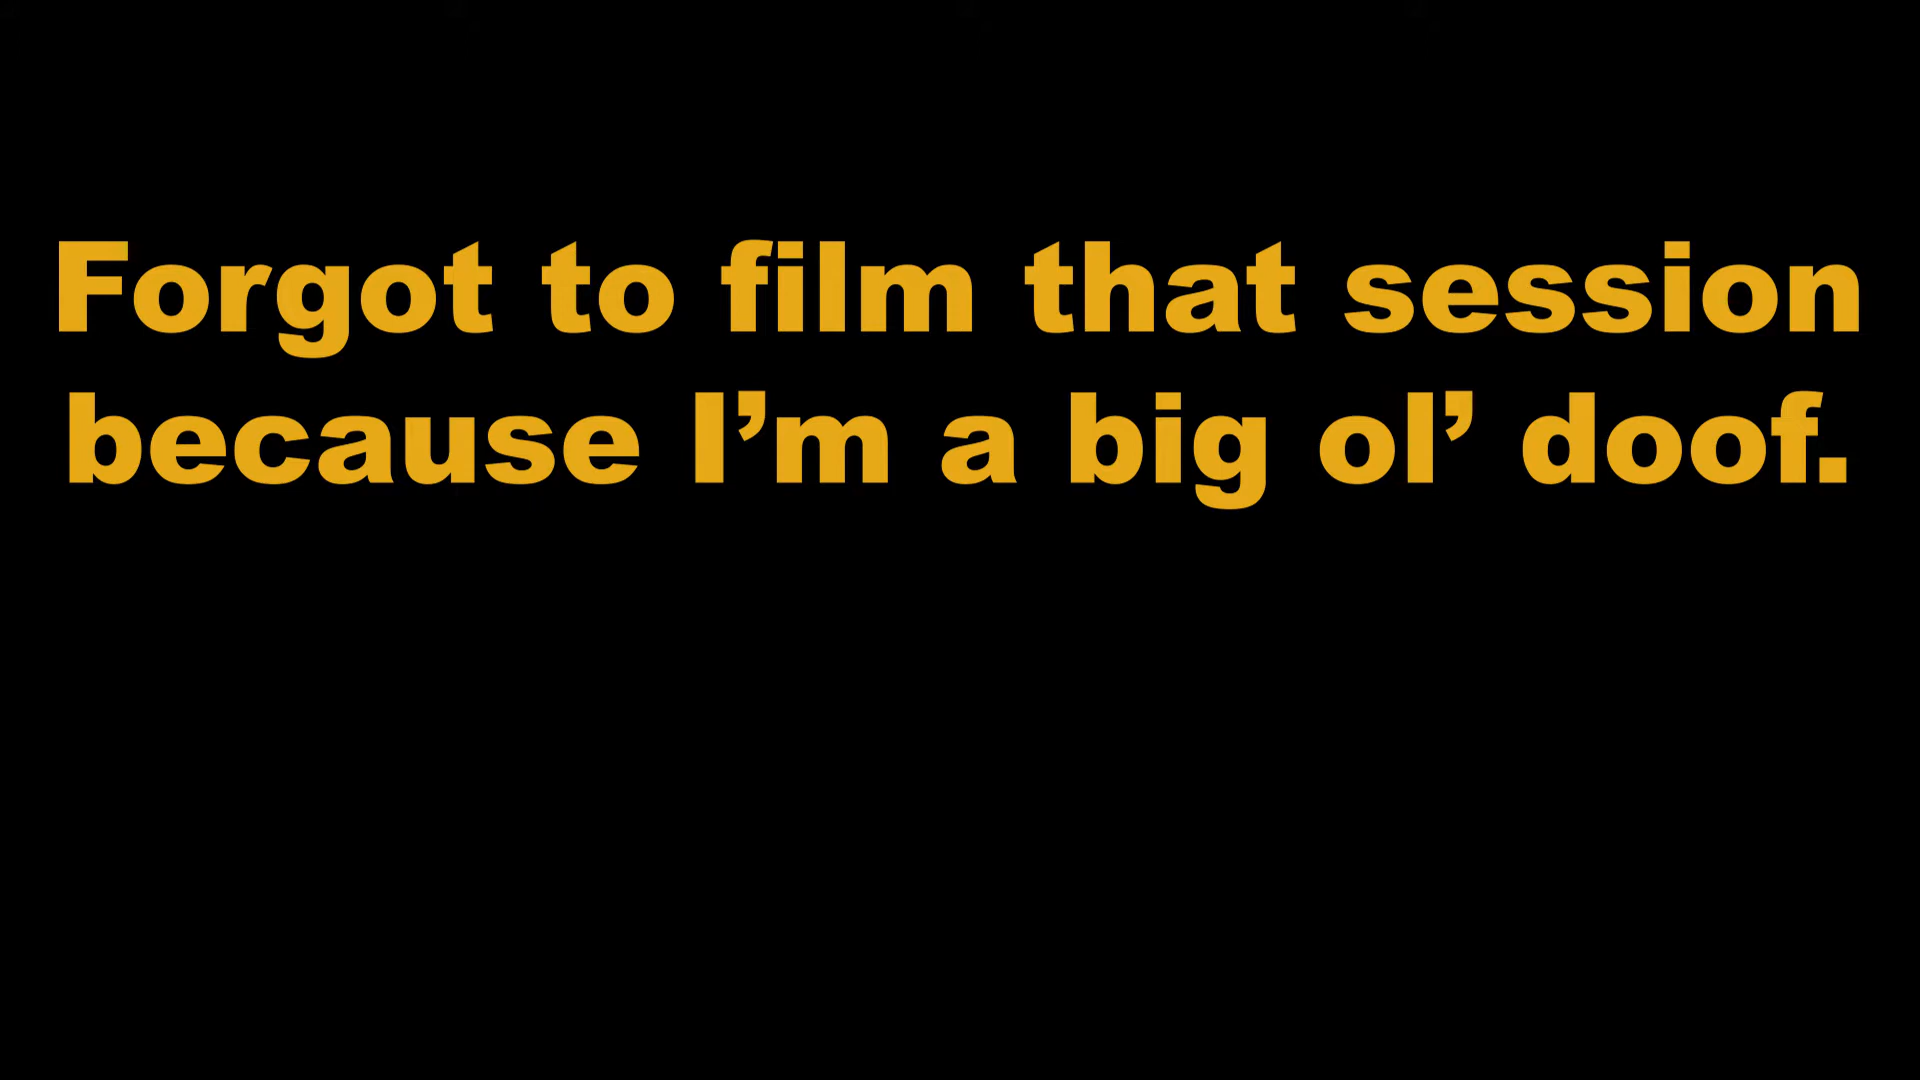 Forgot to film that session
because I’m a big ol’ doof.